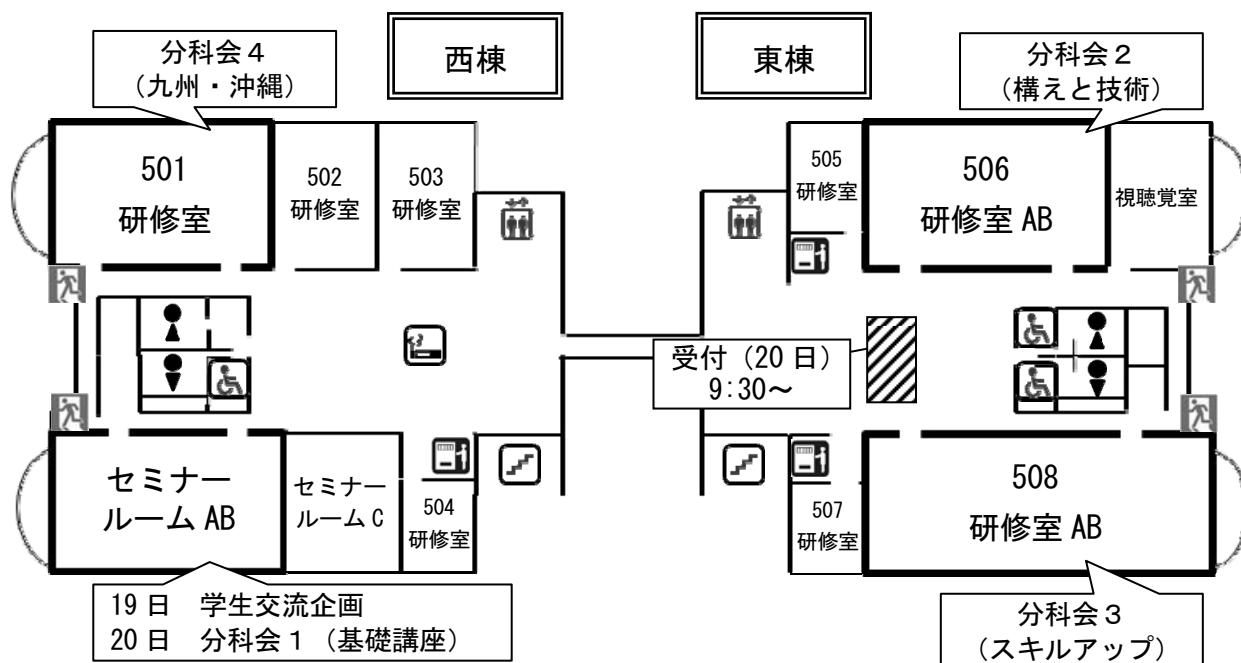 西棟
東棟
分科会４
（九州・沖縄）
分科会２
（構えと技術）
501
研修室
502
研修室
503
研修室
505
研修室
506
研修室 AB
視聴覚室
受付（20 日）
9:30～
セミナー
ルーム AB
セミナー
ルーム C
504
研修室
507
研修室
508
研修室 AB
19 日　学生交流企画
20 日　分科会１（基礎講座）
分科会３
（スキルアップ）